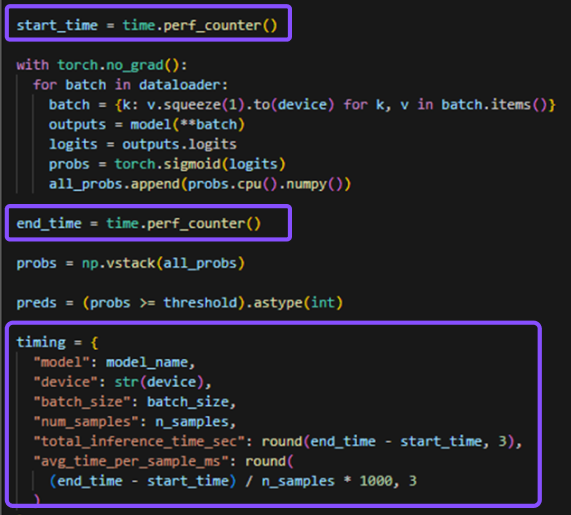 start_time = time.perf_counter()
with torch.no_grad():
for batch in dataloader:
batch = {k: v.squeeze(1).to(device) for k, v in batch.items()}
outputs = model(**batch)
logits = outputs.logits
probs = torch.sigmoid(logits)
all_probs.append(probs.cpu().numpy())
end_time = time.perf_counter()
probs = np.vstack(all_probs)
preds = (probs >= threshold).astype(int)
timing = {
"model": model_name,
"device": str(device),
"batch_size": batch_size,
"num_samples": n_samples,
"total_inference_time_sec": round(end_time - start_time, 3),
"avg_time_per_sample_ms": round(
(end_time - start_time) / n_samples * 1000, 3
)